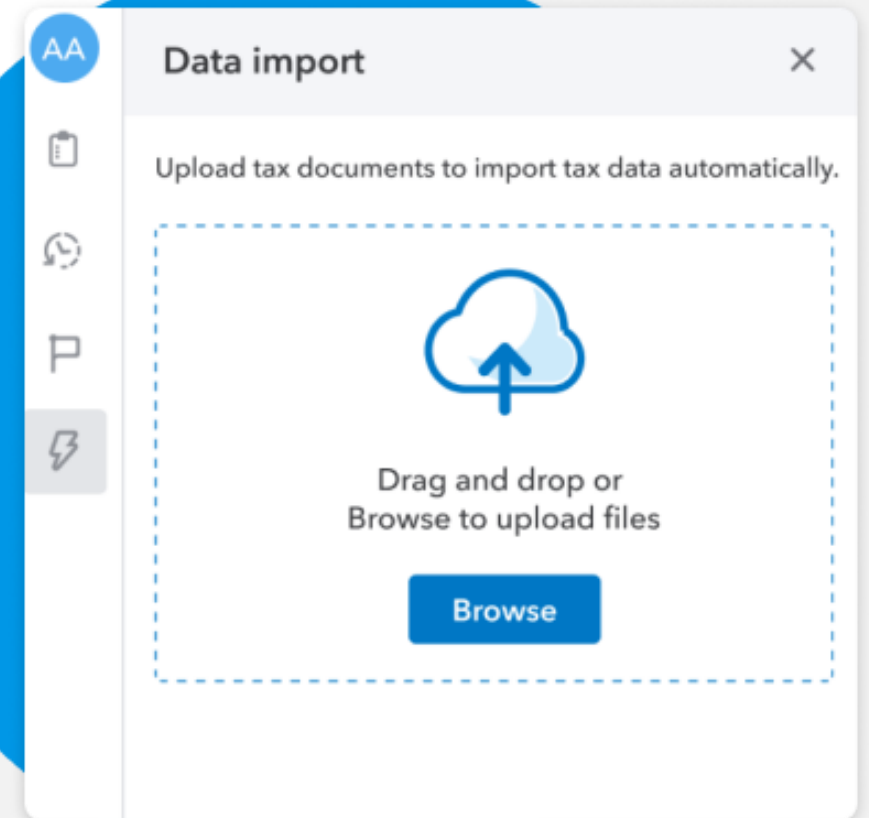 AA
Data import
Upload tax documents to import tax data automatically.
Drag and drop or
Browse to upload files
Browse